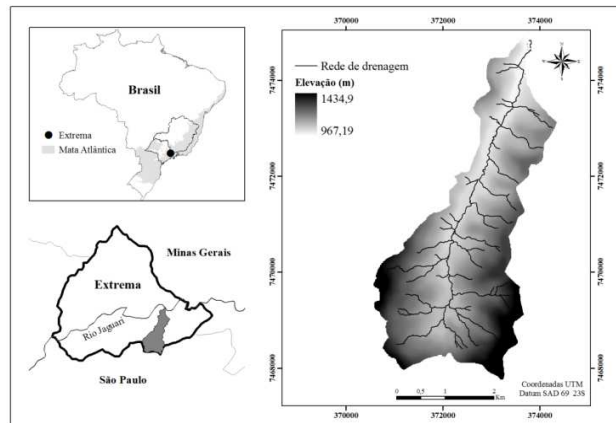 Brasil
Extrema
Mata Atlântica
Minas Gerais
Extrema
Rio Jaguari
São Paulo
370000
372000
374000
Rede de drenagem
Elevação (m)
1434,9
967,19
7474000
7474000
7472000
7472000
7470000
7470000
7468000
7468000
0 0,5 1 2
Km
Coordenadas UTM
Datum SAD 69 23S
370000
372000
374000